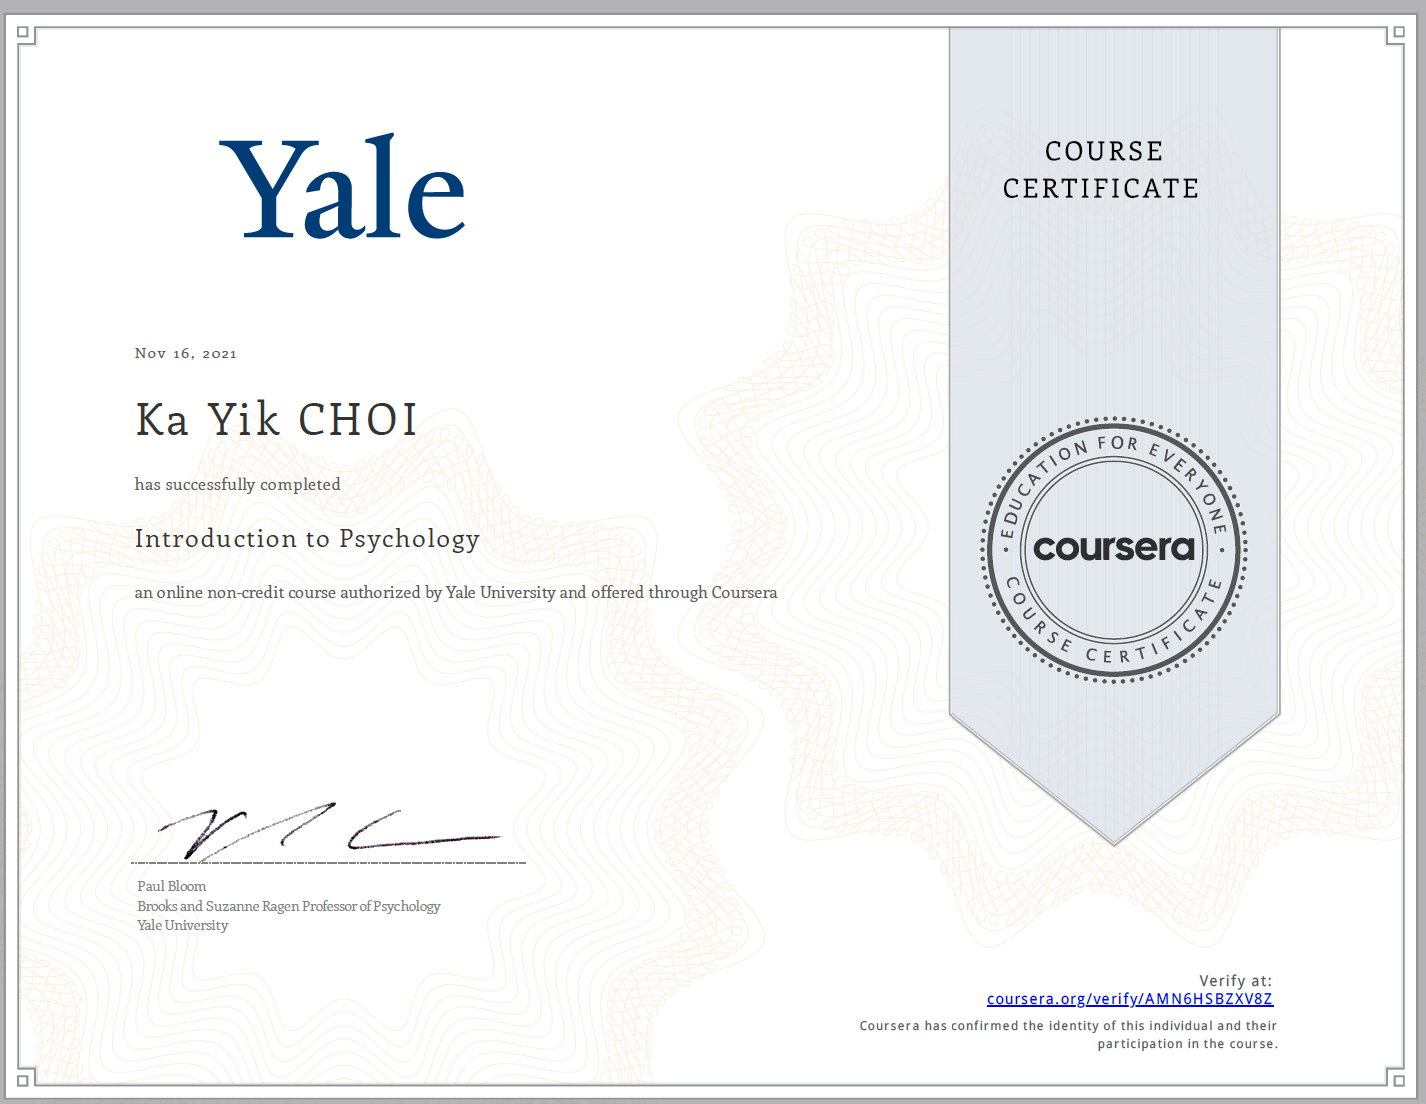 Yale
COURSE
CERTIFICATE
Nov 16, 2021
Ka Yik CHOI
has successfully completed
Introduction to Psychology
an online non-credit course authorized by Yale University and offered through Coursera
EDUCATION FOR EVERYONE
coursera
COURSE CERTIFICATE
Paul Bloom
Brooks and Suzanne Ragen Professor of Psychology
Yale University
Verify at:
coursera.org/verify/AMN6HSBZXV8Z
Coursera has confirmed the identity of this individual and their
participation in the course.